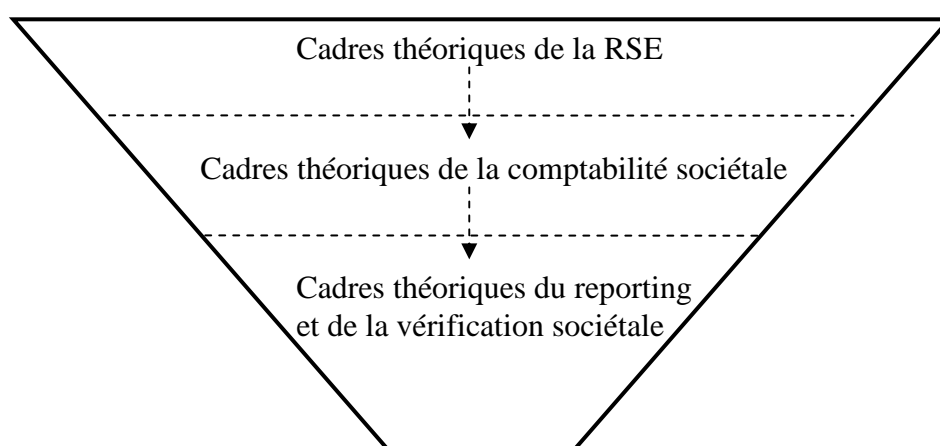 Cadres théoriques de la RSE
Cadres théoriques de la comptabilité sociétale
Cadres théoriques du reporting
et de la vérification sociétale